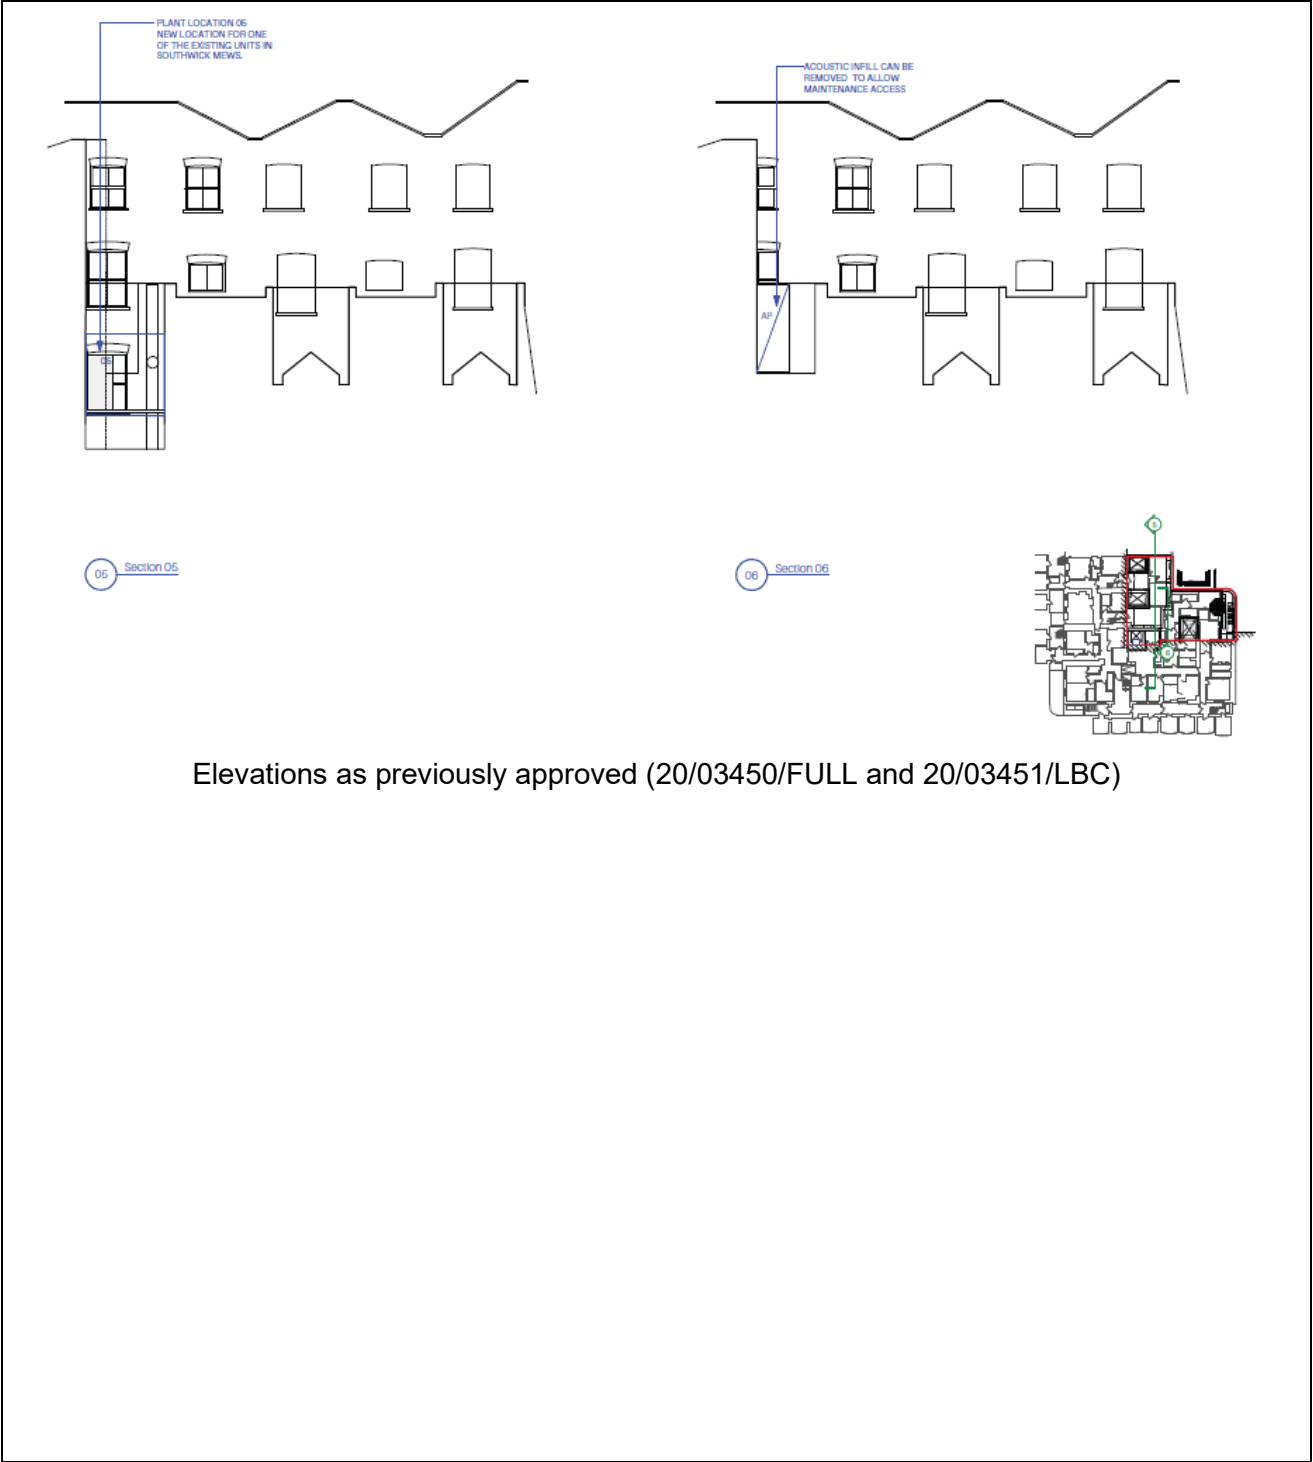 PLANT LOCATION 05
NEW LOCATION FOR ONE
OF THE EXISTING UNITS IN
SOUTHWICK MEWS.
ACOUSTIC INFILL CAN BE
REMOVED TO ALLOW
MAINTENANCE ACCESS
05
AP
05 Section 05
06 Section 06
5
6
Elevations as previously approved (20/03450/FULL and 20/03451/LBC)